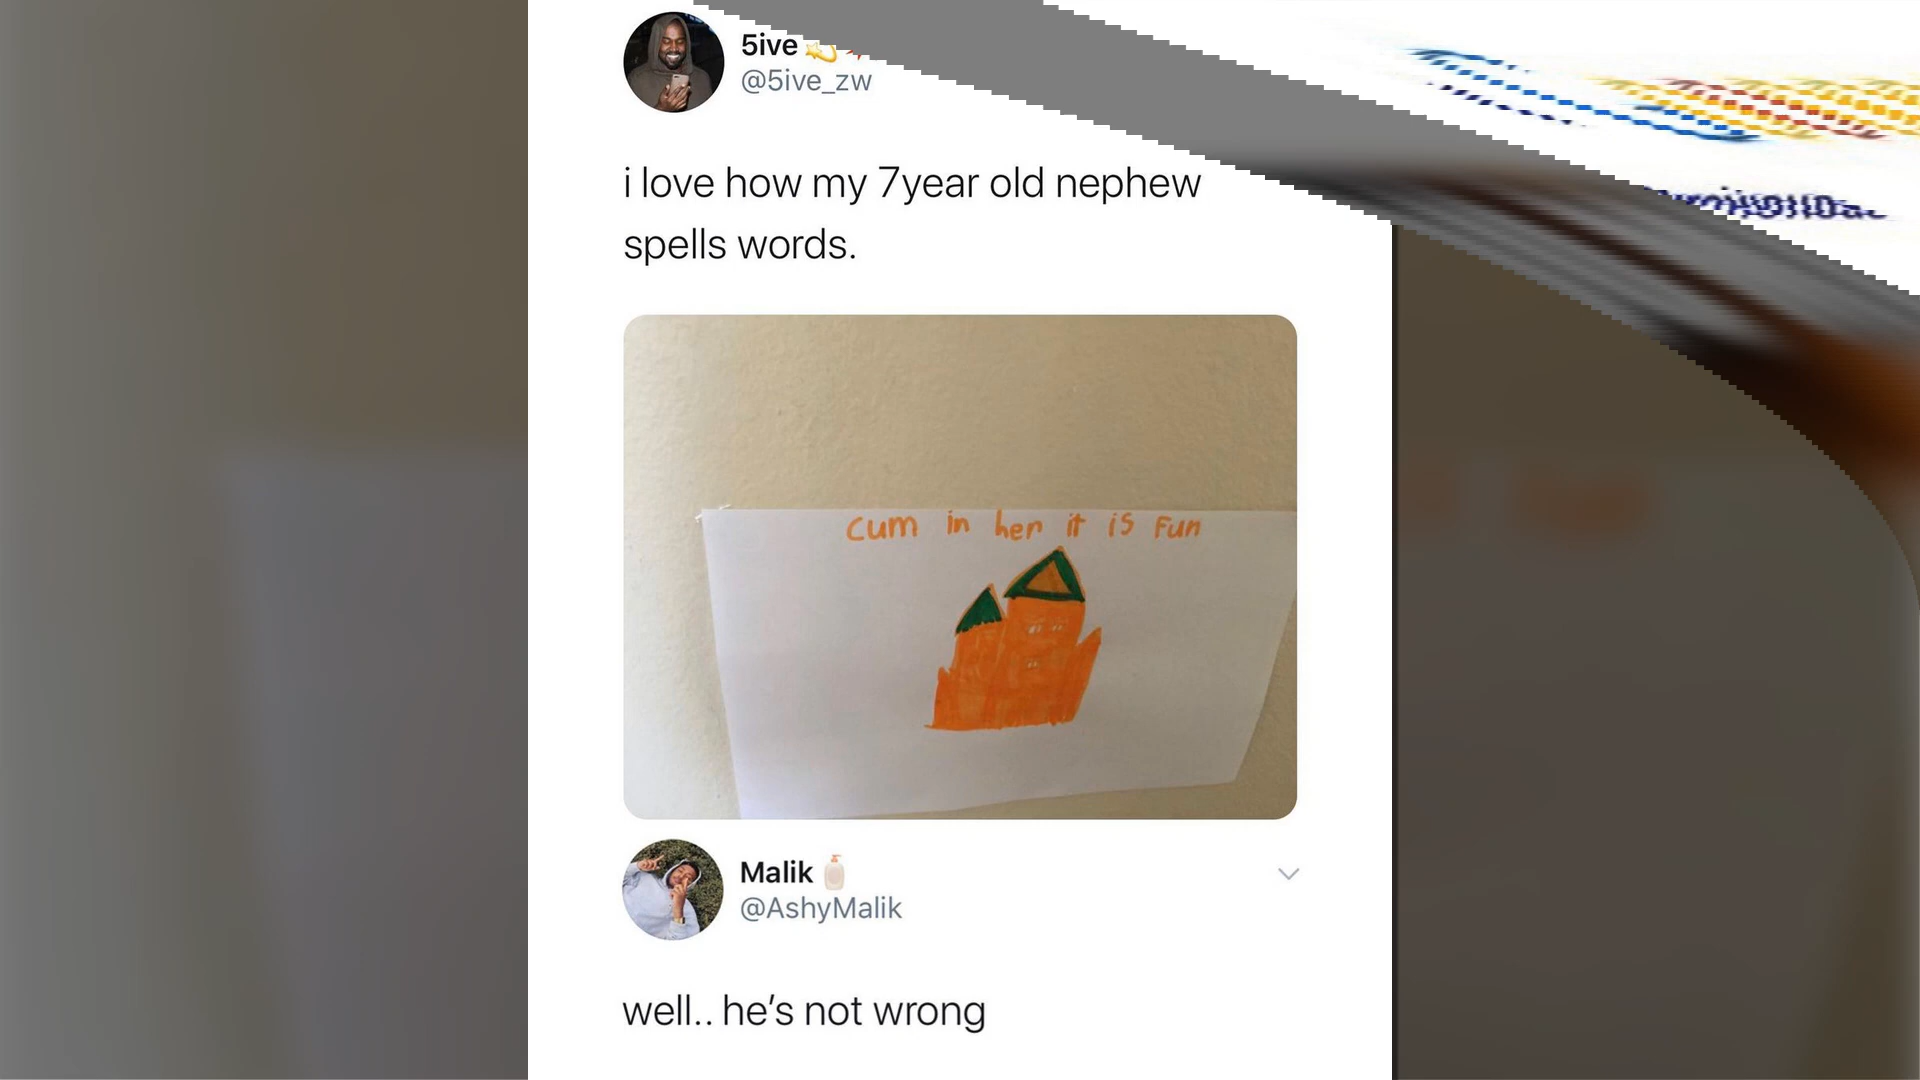 5ive
@5ive_zw
i love how my 7year old nephew
spells words.
cum in her it is Fun
Malik
@AshyMalik
well.. he's not wrong